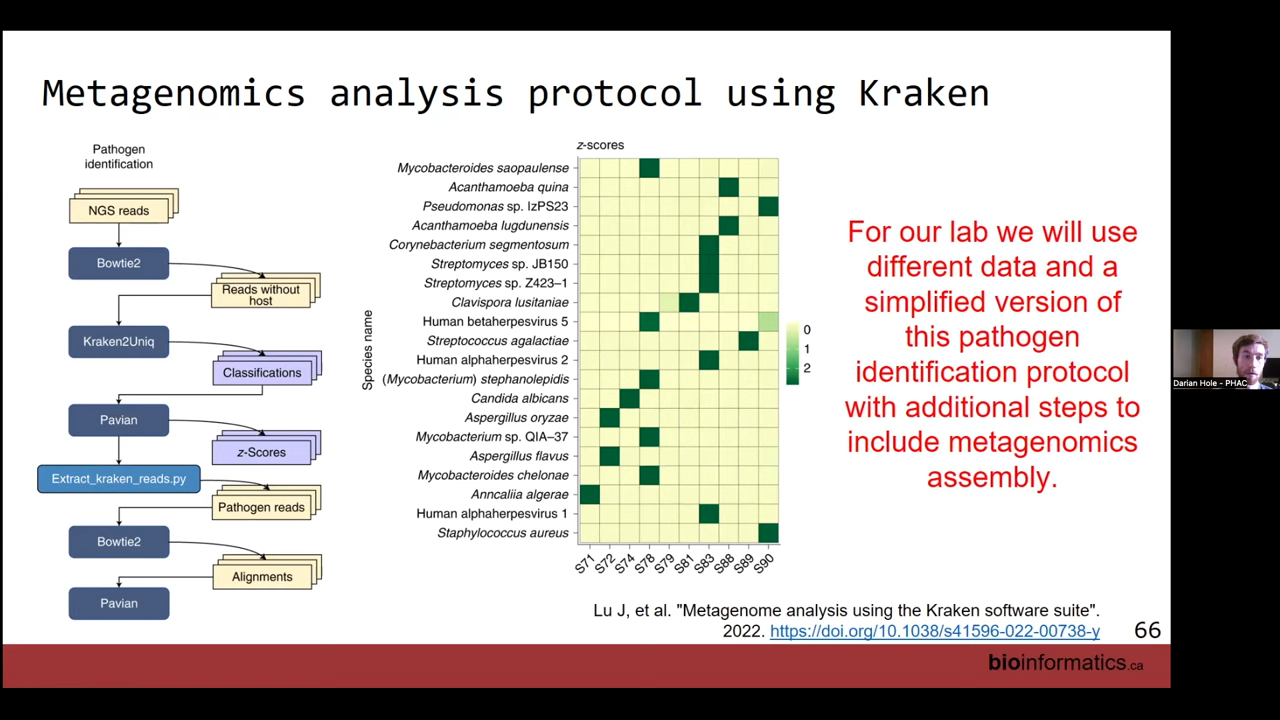 Metagenomics analysis protocol using Kraken
Pathogen
identification
NGS reads
Bowtie2
Reads without
host
Kraken2Uniq
Classifications
Pavian
z-Scores
Extract_kraken_reads.py
Pathogen reads
Bowtie2
Alignments
Pavian
z-scores
Species name
Mycobacteroides saopaulense
Acanthamoeba quina
Pseudomonas sp. IzPS23
Acanthamoeba lugdunensis
Corynebacterium segmentosum
Streptomyces sp. JB150
Streptomyces sp. Z423–1
Clavispora lusitaniae
Human betaherpesvirus 5
Streptococcus agalactiae
Human alphaherpesvirus 2
(Mycobacterium) stephanolepidis
Candida albicans
Aspergillus oryzae
Mycobacterium sp. QIA–37
Aspergillus flavus
Mycobacteroides chelonae
Anncaliia algerae
Human alphaherpesvirus 1
Staphylococcus aureus
S71 S72 S74 S78 S79 S81 S83 S88 S89 S90
0
1
2
For our lab we will use
different data and a
simplified version of
this pathogen
identification protocol
with additional steps to
include metagenomics
assembly.
Lu J, et al. "Metagenome analysis using the Kraken software suite".
2022. https://doi.org/10.1038/s41596-022-00738-y
66
bioinformatics.ca
Darian Hole - PHAC